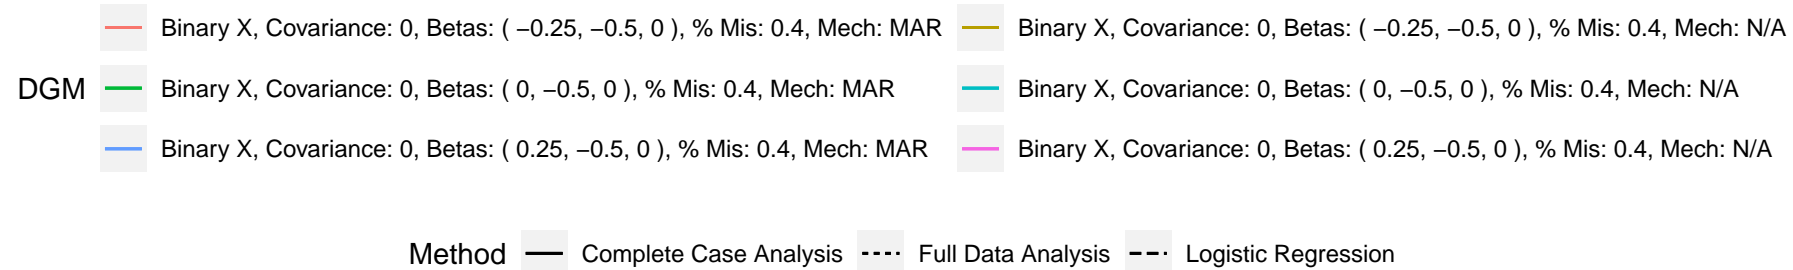 Binary X, Covariance: 0, Betas: ( −0.25, −0.5, 0 ), % Mis: 0.4, Mech: MAR Binary X, Covariance: 0, Betas: ( −0.25, −0.5, 0 ), % Mis: 0.4, Mech: N/A
DGM Binary X, Covariance: 0, Betas: ( 0, −0.5, 0 ), % Mis: 0.4, Mech: MAR Binary X, Covariance: 0, Betas: ( 0, −0.5, 0 ), % Mis: 0.4, Mech: N/A
Binary X, Covariance: 0, Betas: ( 0.25, −0.5, 0 ), % Mis: 0.4, Mech: MAR Binary X, Covariance: 0, Betas: ( 0.25, −0.5, 0 ), % Mis: 0.4, Mech: N/A
Method Complete Case Analysis Full Data Analysis Logistic Regression